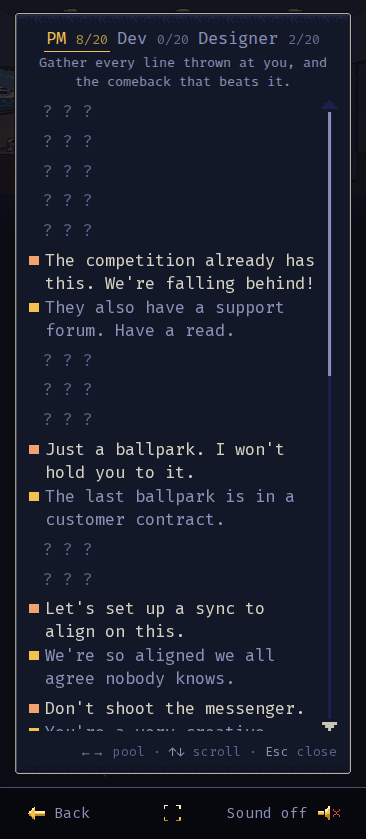 PM 8/20 Dev 0/20 Designer 2/20
Gather every line thrown at you, and
the comeback that beats it.
? ? ?
? ? ?
? ? ?
? ? ?
? ? ?
The competition already has
this. We're falling behind!
They also have a support
forum. Have a read.
? ? ?
? ? ?
? ? ?
Just a ballpark. I won't
hold you to it.
The last ballpark is in a
customer contract.
? ? ?
? ? ?
Let's set up a sync to
align on this.
We're so aligned we all
agree nobody knows.
Don't shoot the messenger.
You're a very creative
←→ pool · ↑↓ scroll · Esc close
Back
Sound off